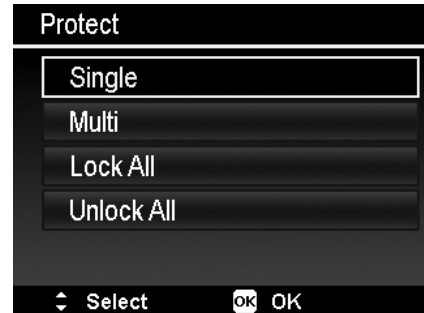 Protect
Single
Multi
Lock All
Unlock All
Select OK OK